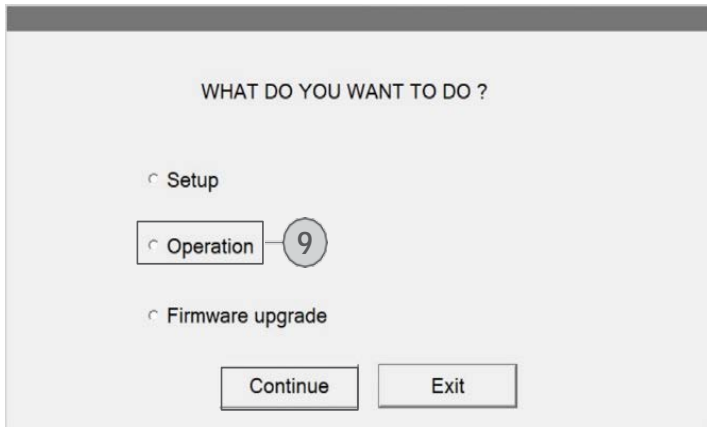 WHAT DO YOU WANT TO DO ?
Setup
Operation 9
Firmware upgrade
Continue Exit